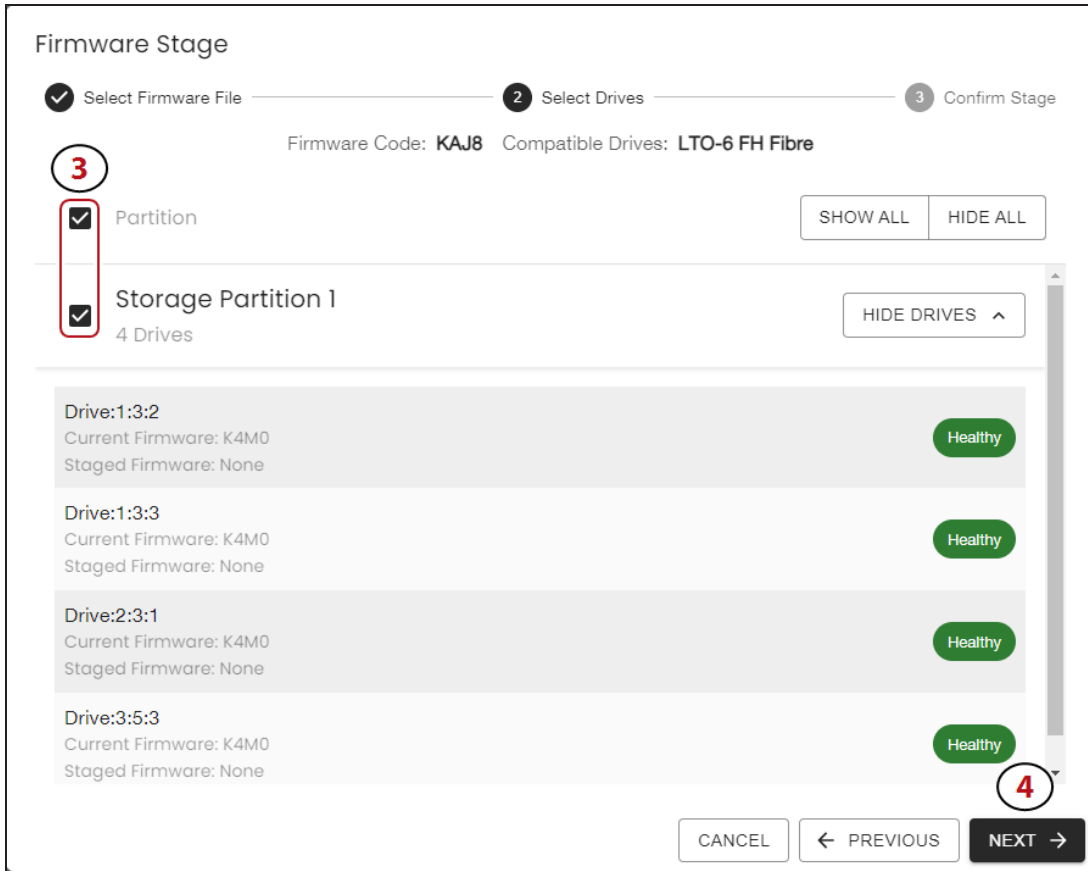 Firmware Stage
Select Firmware File 2 Select Drives 3 Confirm Stage
Firmware Code: KAJ8 Compatible Drives: LTO-6 FH Fibre
3
Partition SHOW ALL HIDE ALL
Storage Partition 1
4 Drives
HIDE DRIVES
Drive:1:3:2
Current Firmware: K4M0
Staged Firmware: None
Healthy
Drive:1:3:3
Current Firmware: K4M0
Staged Firmware: None
Healthy
Drive:2:3:1
Current Firmware: K4M0
Staged Firmware: None
Healthy
Drive:3:5:3
Current Firmware: K4M0
Staged Firmware: None
Healthy
4
CANCEL PREVIOUS NEXT